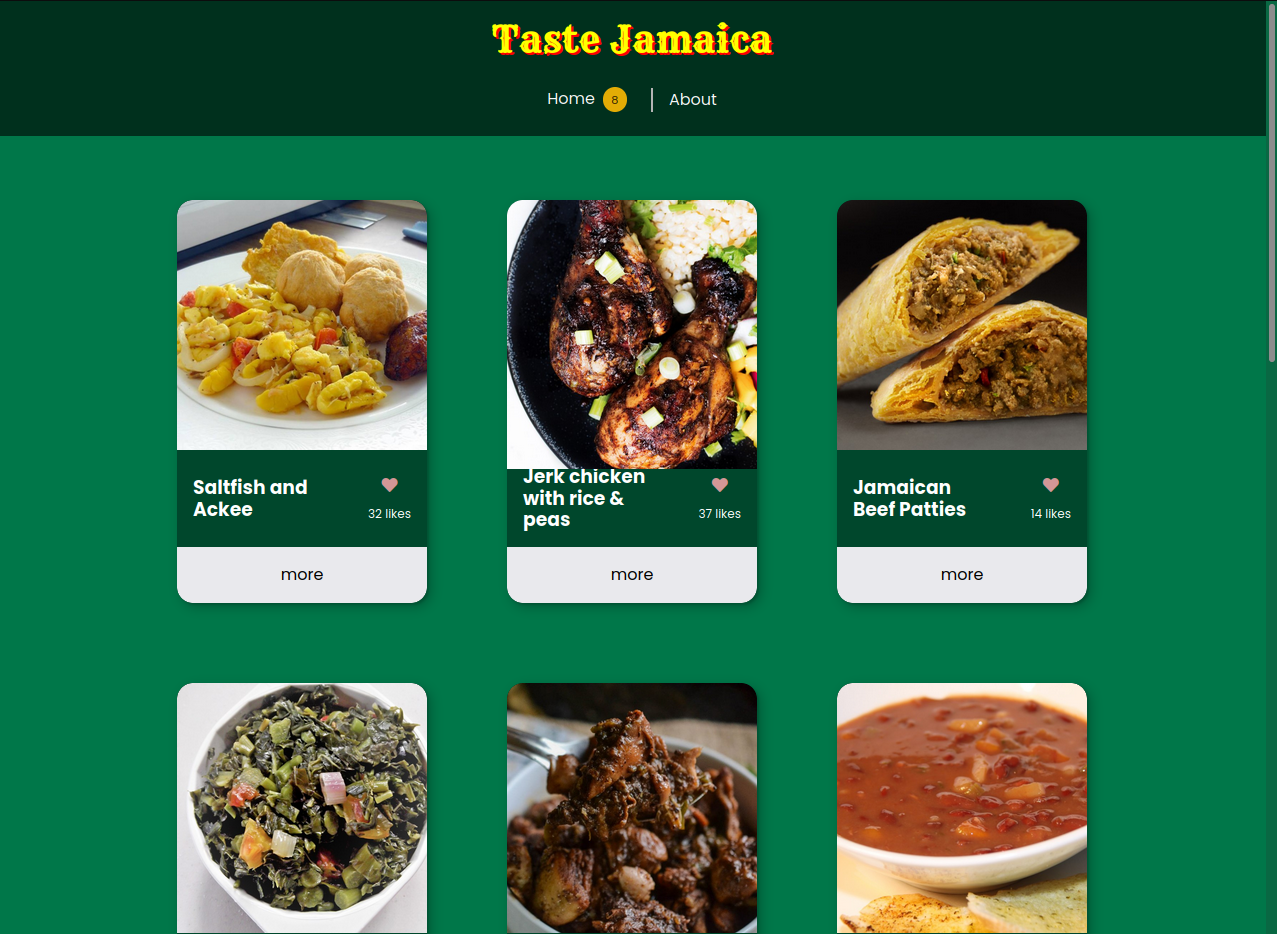 Taste Jamaica
Home 8
About
Saltfish and
Ackee
32 likes
more
Jerk chicken
with rice &
peas
37 likes
more
Jamaican
Beef Patties
14 likes
more